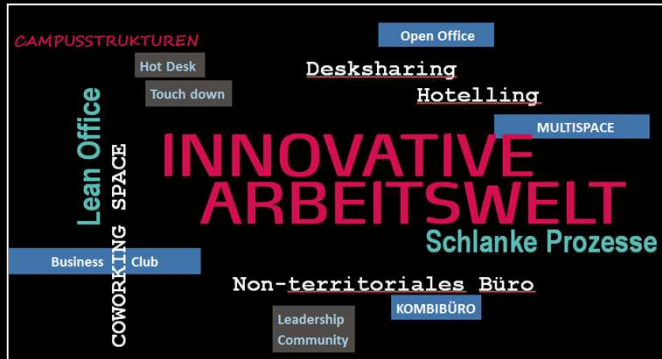 CAMPUSSTRUKTUREN
Open Office
Hot Desk
Desksharing
Touch down
Hotelling
MULTISPACE
Lean Office
COWORKING SPACE
INNOVATIVE
ARBEITSWELT
Schlanke Prozesse
Business Club
Non-territoriales Büro
KOMBIBÜRO
Leadership
Community